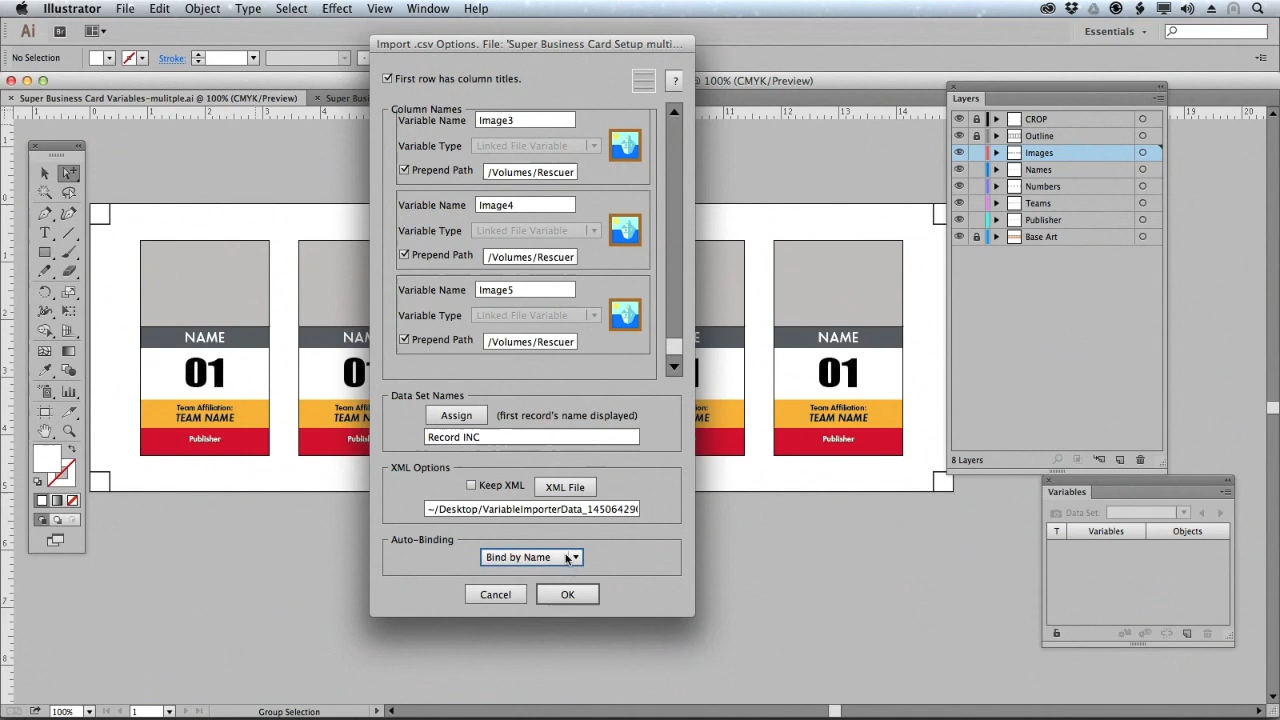 Illustrator File Edit Object Type Select Effect View Window Help
Ai Br Essentials
No Selection Stroke:
Super Business Card Variables-mulitple.ai @ 100% (CMYK/Preview) Super Bus
@ 100% (CMYK/Preview)
Import .csv Options. File: 'Super Business Card Setup multi...
First row has column titles. ?
Column Names
Variable Name Image3
Variable Type Linked File Variable
Prepend Path /Volumes/Rescuer
Variable Name Image4
Variable Type Linked File Variable
Prepend Path /Volumes/Rescuer
Variable Name Image5
Variable Type Linked File Variable
Prepend Path /Volumes/Rescuer
Data Set Names
Assign (first record's name displayed)
Record INC
XML Options
Keep XML XML File
~/Desktop/VariableImporterData_145064290
Auto-Binding
Bind by Name
Cancel OK
NAME
01
Team Affiliation:
TEAM NAME
Publisher
NAME
01
Team Affiliation:
TEAM NAME
Publisher
Layers
CROP
Outline
Images
Names
Numbers
Teams
Publisher
Base Art
8 Layers
Variables
Data Set:
T Variables Objects
100% 1 Group Selection